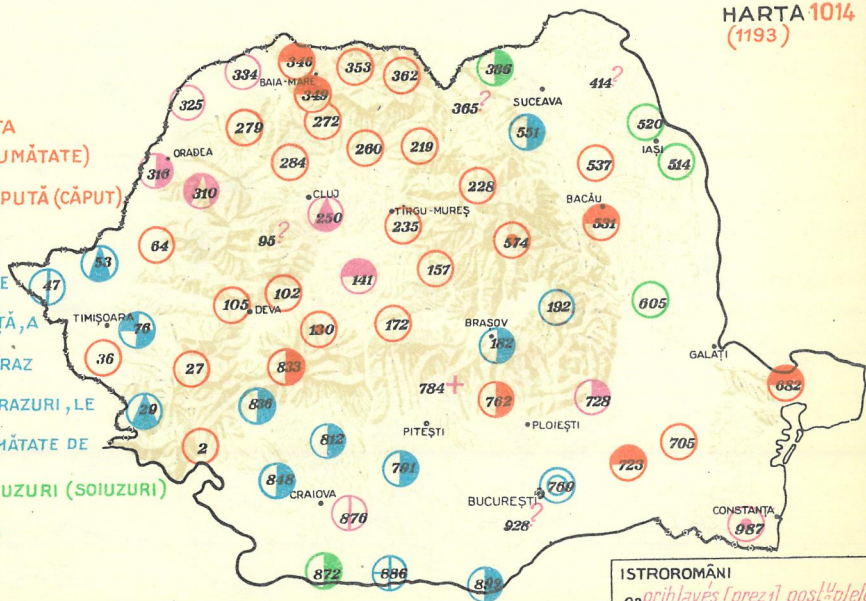 HARTA 1014
(1193)
TA
UMĂTATE)
PUTĂ (CĂPUT)
E
TĂ, A
RAZ
RAZURI, LE
MĂTATE DE
UZURI (SOIUZURI)
334
346
353
362
386
414?
BAIA-MARE
349
365?
SUCEAVA
325
279
272
260
219
551
520
IAȘI
514
ORADEA
316
310
284
228
537
CLUJ
250
TÎRGU-MUREȘ
235
BACĂU
531
574
64
95?
53
47
157
141
105
102
DEVA
192
605
TIMIȘOARA
76
130
172
BRAȘOV
182
GALAȚI
36
27
833
784 +
762
728
682
29
836
PITEȘTI
PLOIEȘTI
2
812
791
705
723
848
CRAIOVA
876
BUCUREȘTI
769
928?
CONSTANȚA
987
872
886
ISTROROMÂNI